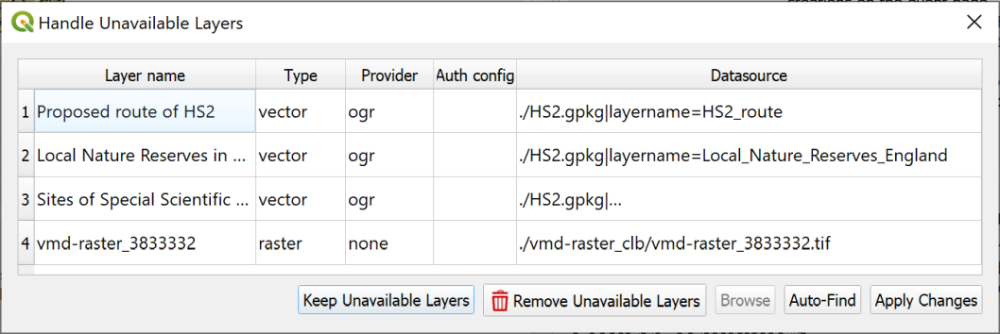 Handle Unavailable Layers
Layer name Type Provider Auth config Datasource
1 Proposed route of HS2 vector ogr ./HS2.gpkg|layername=HS2_route
2 Local Nature Reserves in ... vector ogr ./HS2.gpkg|layername=Local_Nature_Reserves_England
3 Sites of Special Scientific ... vector ogr ./HS2.gpkg|...
4 vmd-raster_3833332 raster none ./vmd-raster_clb/vmd-raster_3833332.tif
Keep Unavailable Layers Remove Unavailable Layers Browse Auto-Find Apply Changes